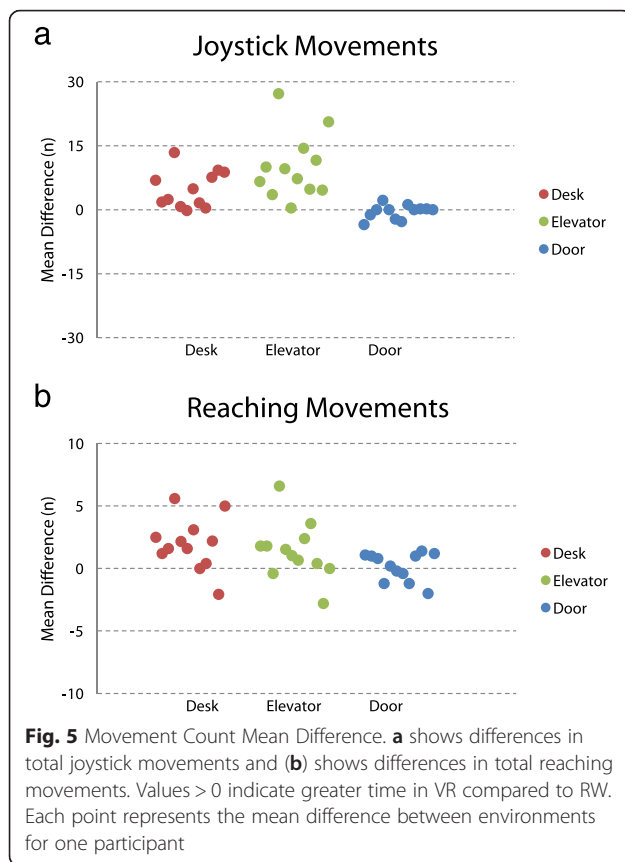 a
Joystick Movements
30
15
0
-15
-30
Mean Difference (n)
Desk
Elevator
Door
Desk Elevator Door
b
Reaching Movements
10
5
0
-5
-10
Mean Difference (n)
Desk
Elevator
Door
Desk Elevator Door
Fig. 5 Movement Count Mean Difference. a shows differences in
total joystick movements and (b) shows differences in total reaching
movements. Values > 0 indicate greater time in VR compared to RW.
Each point represents the mean difference between environments
for one participant